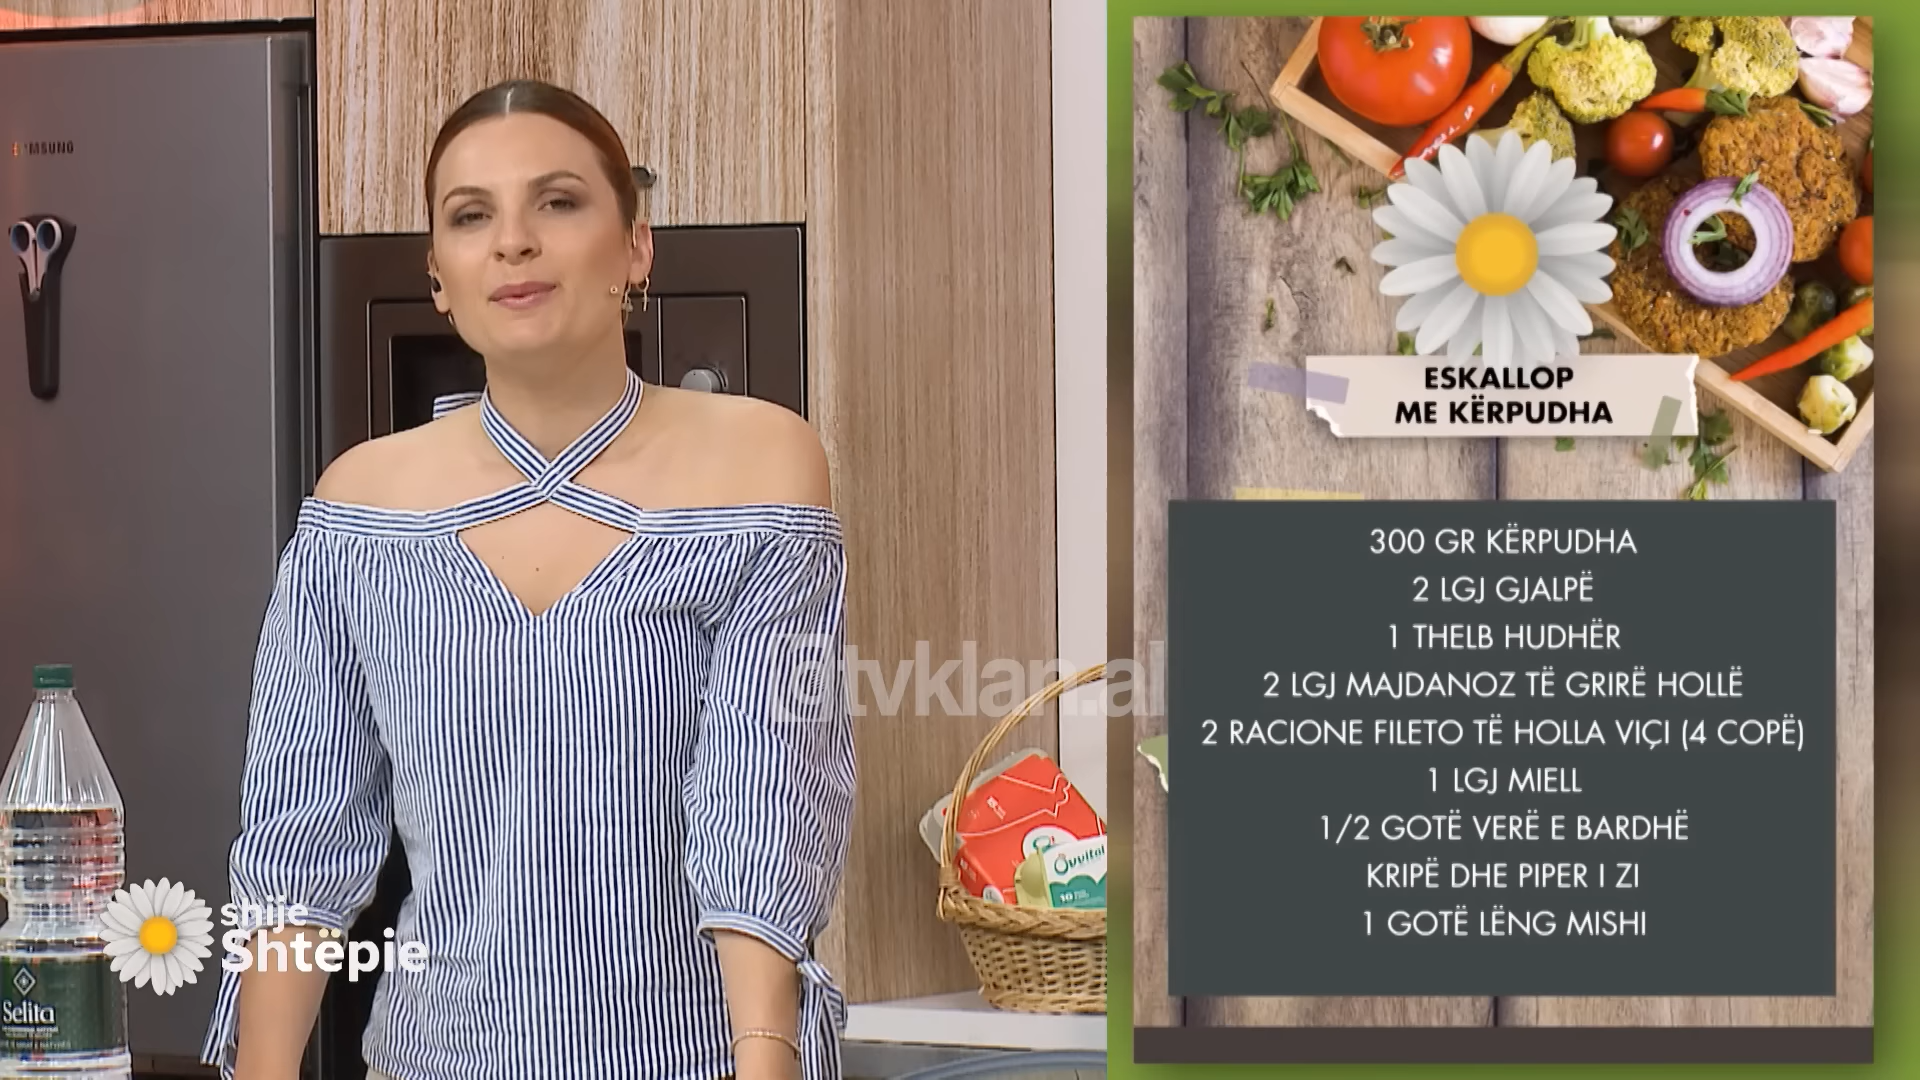 SAMSUNG
ESKALLOP
ME KËRPUDHA
300 GR KËRPUDHA
2 LGJ GJALPË
1 THELB HUDHËR
2 LGJ MAJDANOZ TË GRIRË HOLLË
2 RACIONE FILETO TË HOLLA VIÇI (4 COPË)
1 LGJ MIELL
1/2 GOTË VERË E BARDHË
KRIPË DHE PIPER I ZI
1 GOTË LËNG MISHI
©tvklan.al
Ovvital
10
shije
Shtëpie
Selita